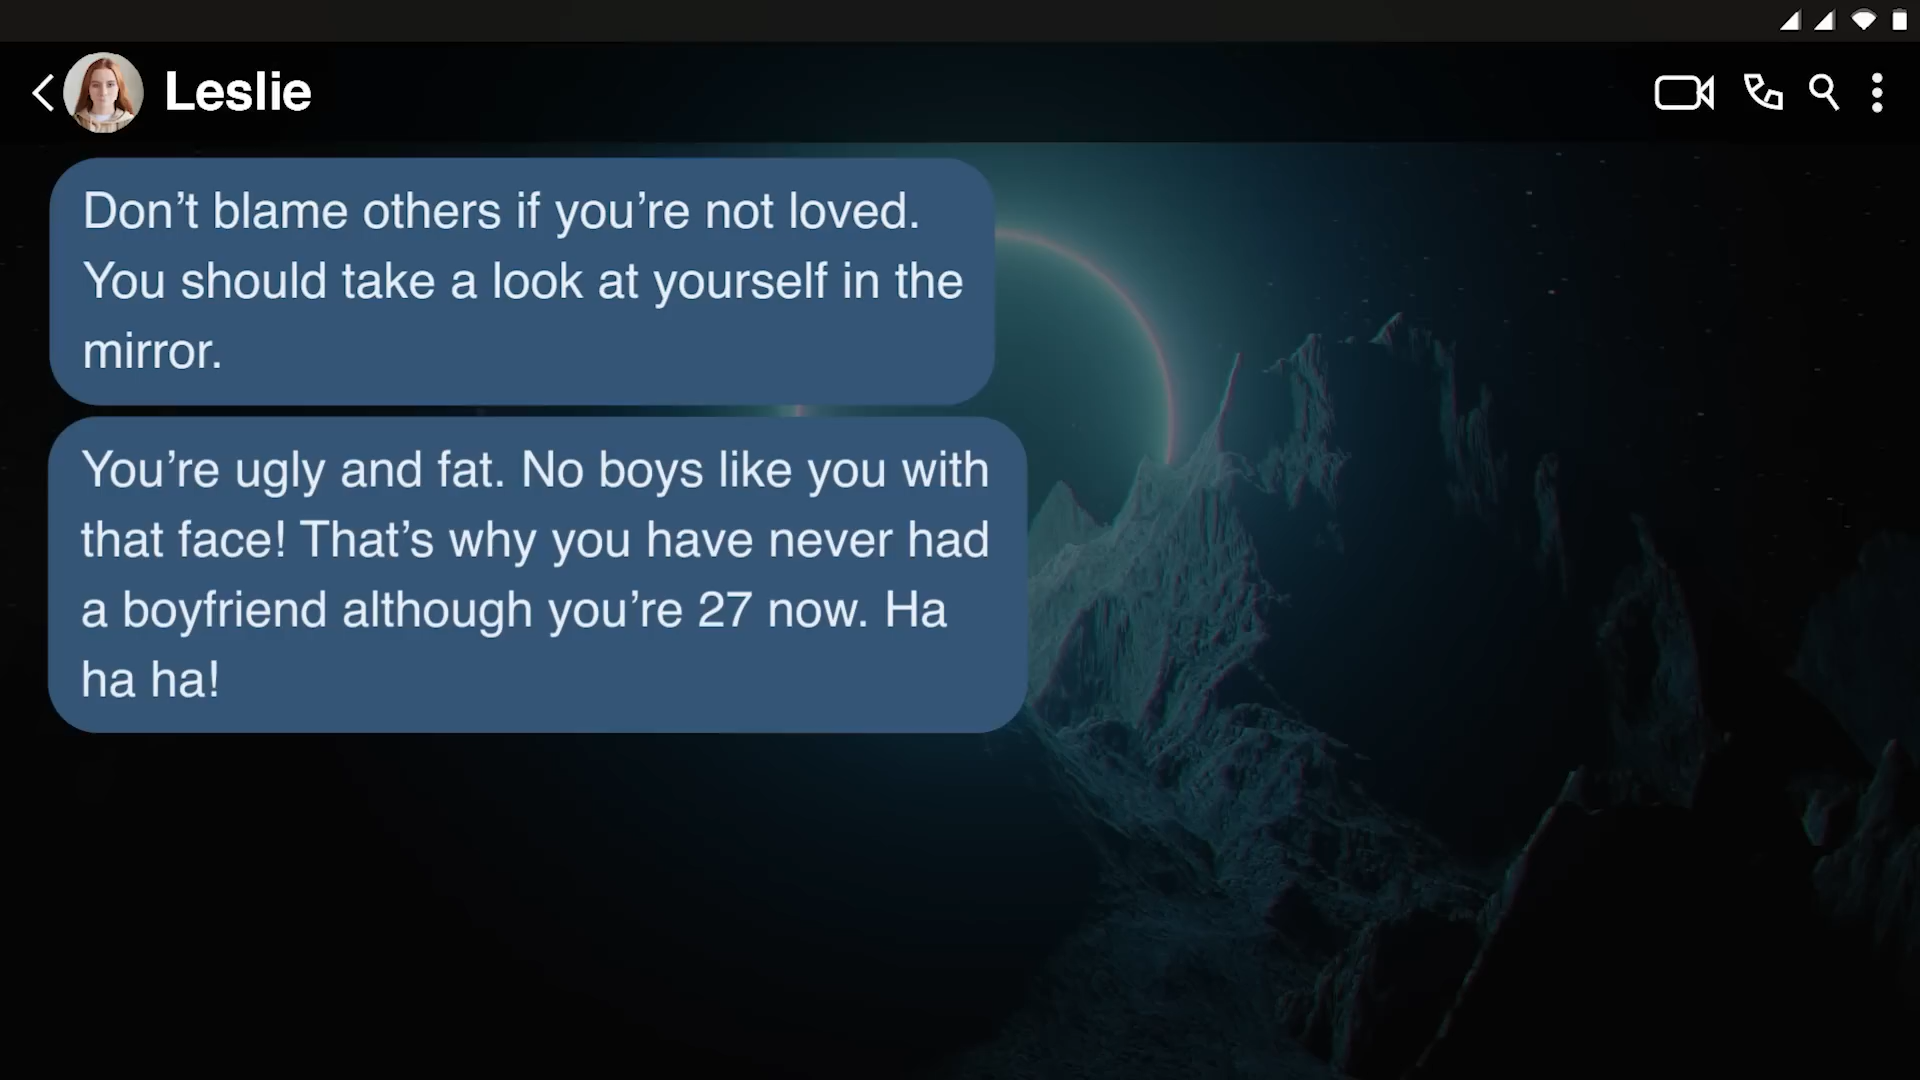 Leslie
Don’t blame others if you’re not loved.
You should take a look at yourself in the
mirror.
You’re ugly and fat. No boys like you with
that face! That’s why you have never had
a boyfriend although you’re 27 now. Ha
ha ha!